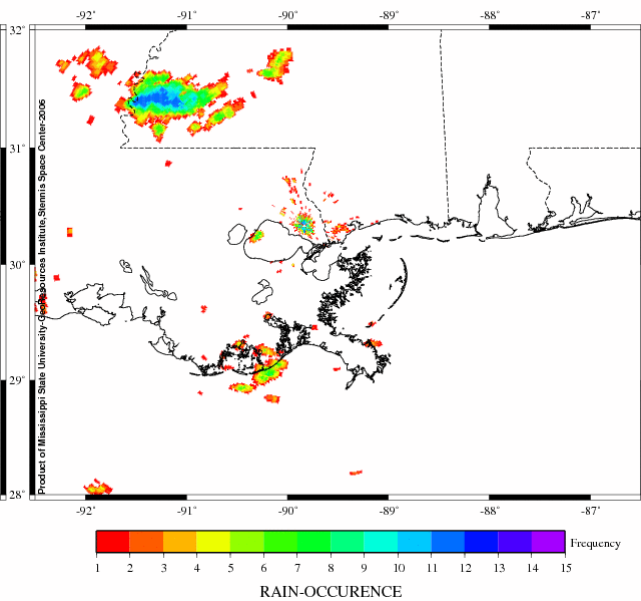 -92° -91° -90° -89° -88° -87°
32°
31°
30°
29°
28°
Product of Mississippi State University-GeoResources Institute,Stennis Space Center-2006
-92° -91° -90° -89° -88° -87°
Frequency
1 2 3 4 5 6 7 8 9 10 11 12 13 14 15
RAIN-OCCURENCE